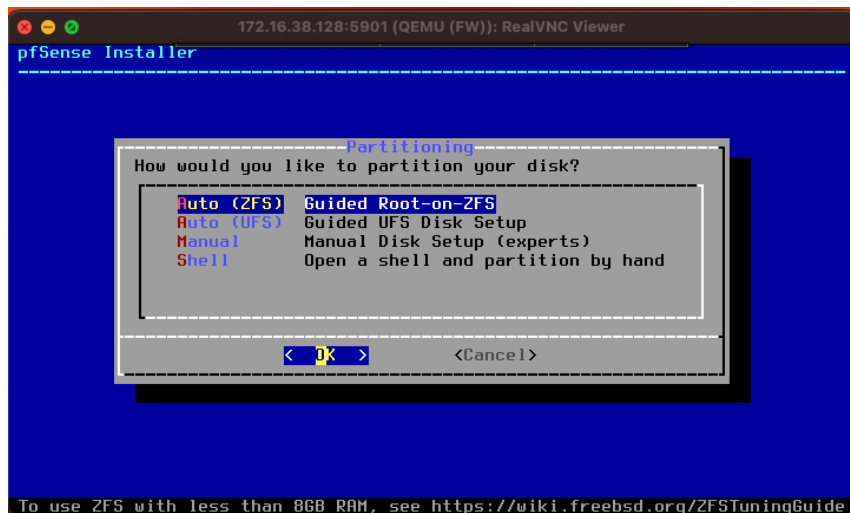 172.16.38.128:5901 (QEMU (FW)): RealVNC Viewer
pfSense Installer
Partitioning
How would you like to partition your disk?
Auto (ZFS) Guided Root-on-ZFS
Auto (UFS) Guided UFS Disk Setup
Manual Manual Disk Setup (experts)
Shell Open a shell and partition by hand
< OK > <Cancel>
To use ZFS with less than 8GB RAM, see https://wiki.freebsd.org/ZFSTuningGuide